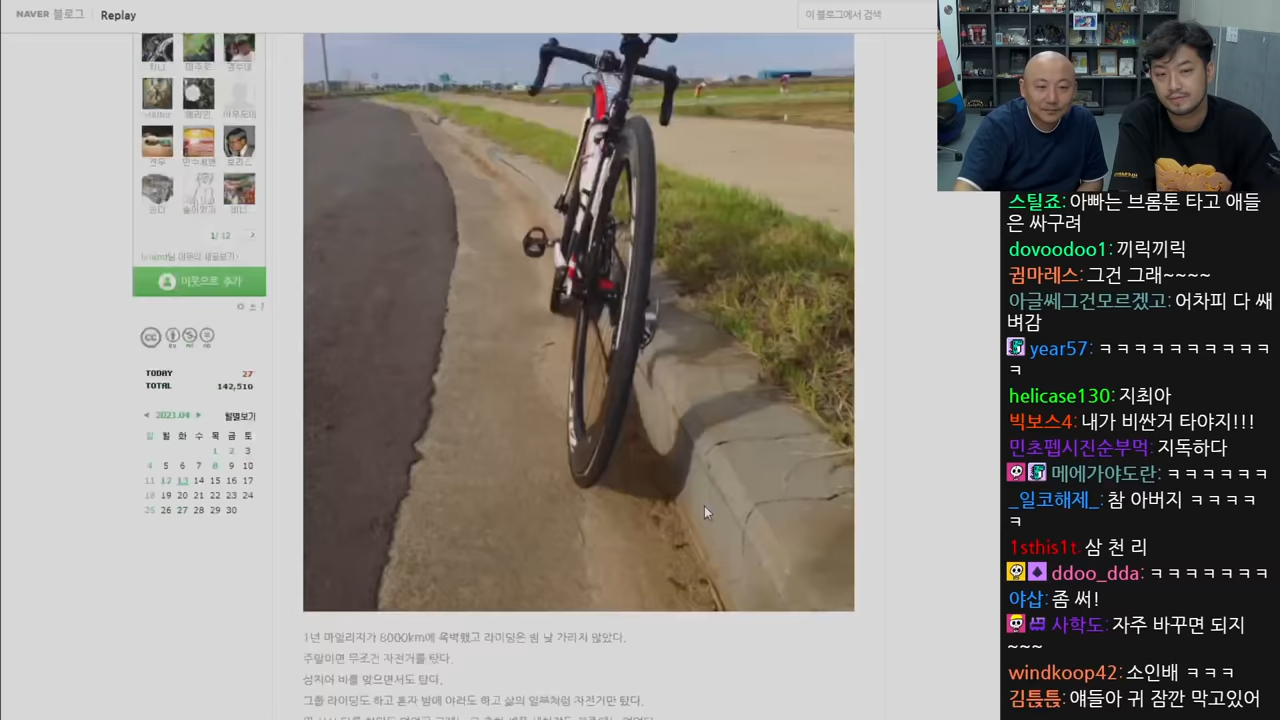 NAVER 블로그
Replay
이 블로그에서 검색
1/ 12 >
이웃으로 추가
TODAY 27
TOTAL 142,510
◀ 2021.04 ▶ 월별보기
일 월 화 수 목 금 토
1 2 3
4 5 6 7 8 9 10
11 12 13 14 15 16 17
18 19 20 21 22 23 24
25 26 27 28 29 30
1년 마일리지가 8000km에 육박했고 라이딩은 밤 낮 가리지 않았다.
주말이면 무조건 자전거를 탔다.
성지어 비를 맞으면서도 탔다.
그룹 라이딩도 하고 혼자 밤에 야라도 하고 삶의 일부처럼 자전거만 탔다.
스틸죠: 아빠는 브롬톤 타고 애들
은 싸구려
dovoodoo1: 끼릭끼릭
귐마레스: 그건 그래~~~~
아글쎄그건모르겠고: 어차피 다 쌔
벼감
year57: ㅋㅋㅋㅋㅋㅋㅋㅋㅋㅋ
ㅋ
helicase130: 지최아
빅보스4: 내가 비싼거 타야지!!!
민초펩시진순부먹: 지독하다
메에가야도란: ㅋㅋㅋㅋㅋㅋ
_일코해제_: 참 아버지 ㅋㅋㅋㅋ
ㅋ
1sthis1t: 삼 천 리
ddoo_dda: ㅋㅋㅋㅋㅋㅋㅋ
야삽: 좀 써!
사학도: 자주 바꾸면 되지
~~~
windkoop42: 소인배 ㅋㅋㅋ
김틙틙: 얘들아 귀 잠깐 막고있어